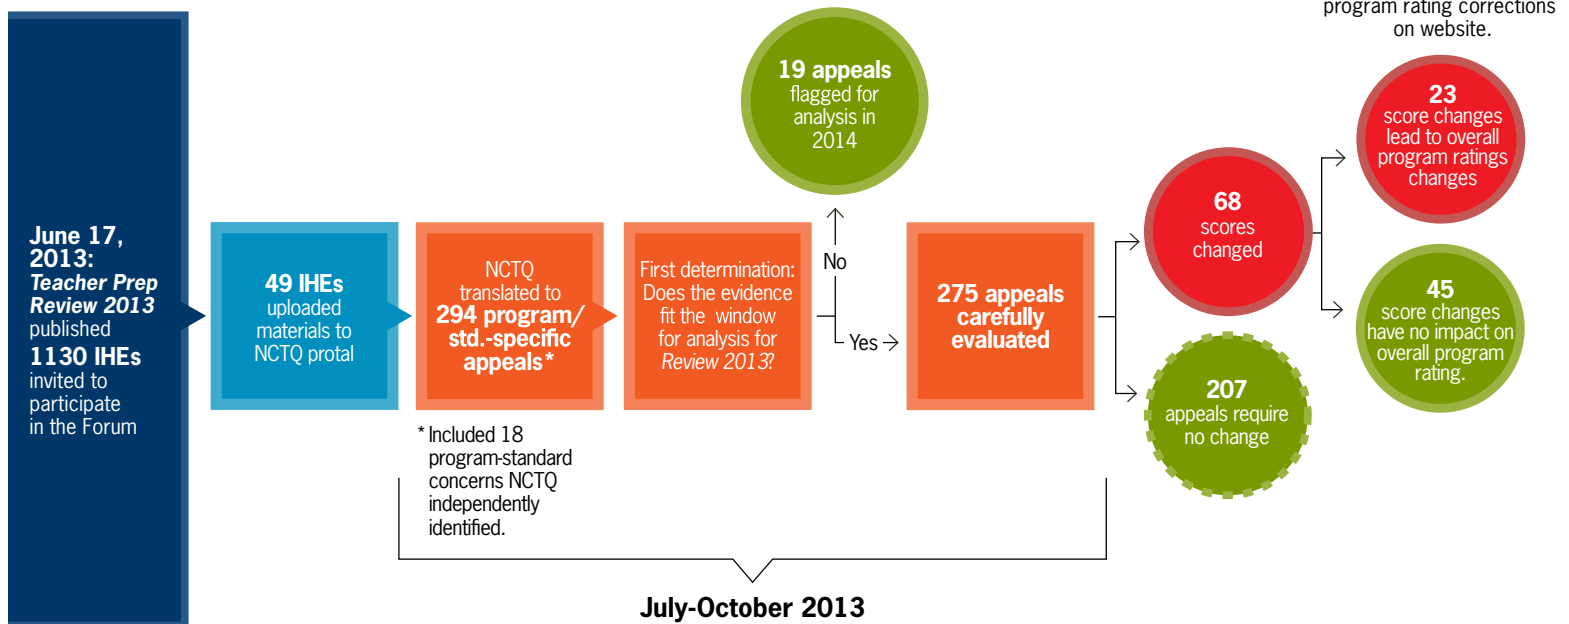 June 17,
2013:
Teacher Prep
Review 2013
published
1130 IHEs
invited to
participate
in the Forum
49 IHEs
uploaded
materials to
NCTQ protal
NCTQ
translated to
294 program/
std.-specific
appeals*
* Included 18
program-standard
concerns NCTQ
independently
identified.
First determination:
Does the evidence
fit the window
for analysis for
Review 2013?
No
19 appeals
flagged for
analysis in
2014
Yes
275 appeals
carefully
evaluated
68
scores
changed
207
appeals require
no change
program rating corrections
on website.
23
score changes
lead to overall
program ratings
changes
45
score changes
have no impact on
overall program
rating.
July-October 2013